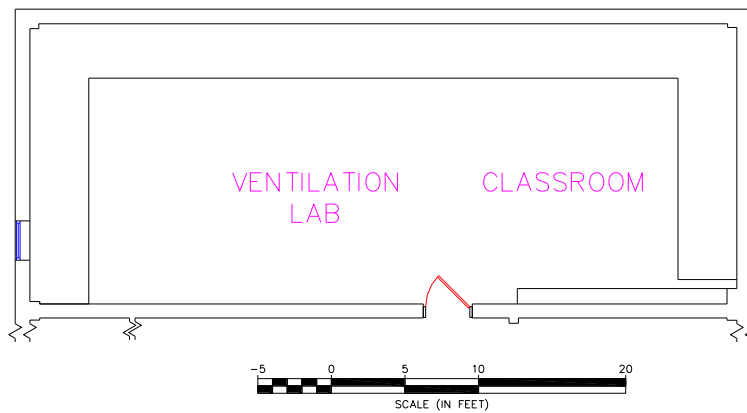 VENTILATION
LAB
CLASSROOM
-5 0 5 10 20
SCALE (IN FEET)